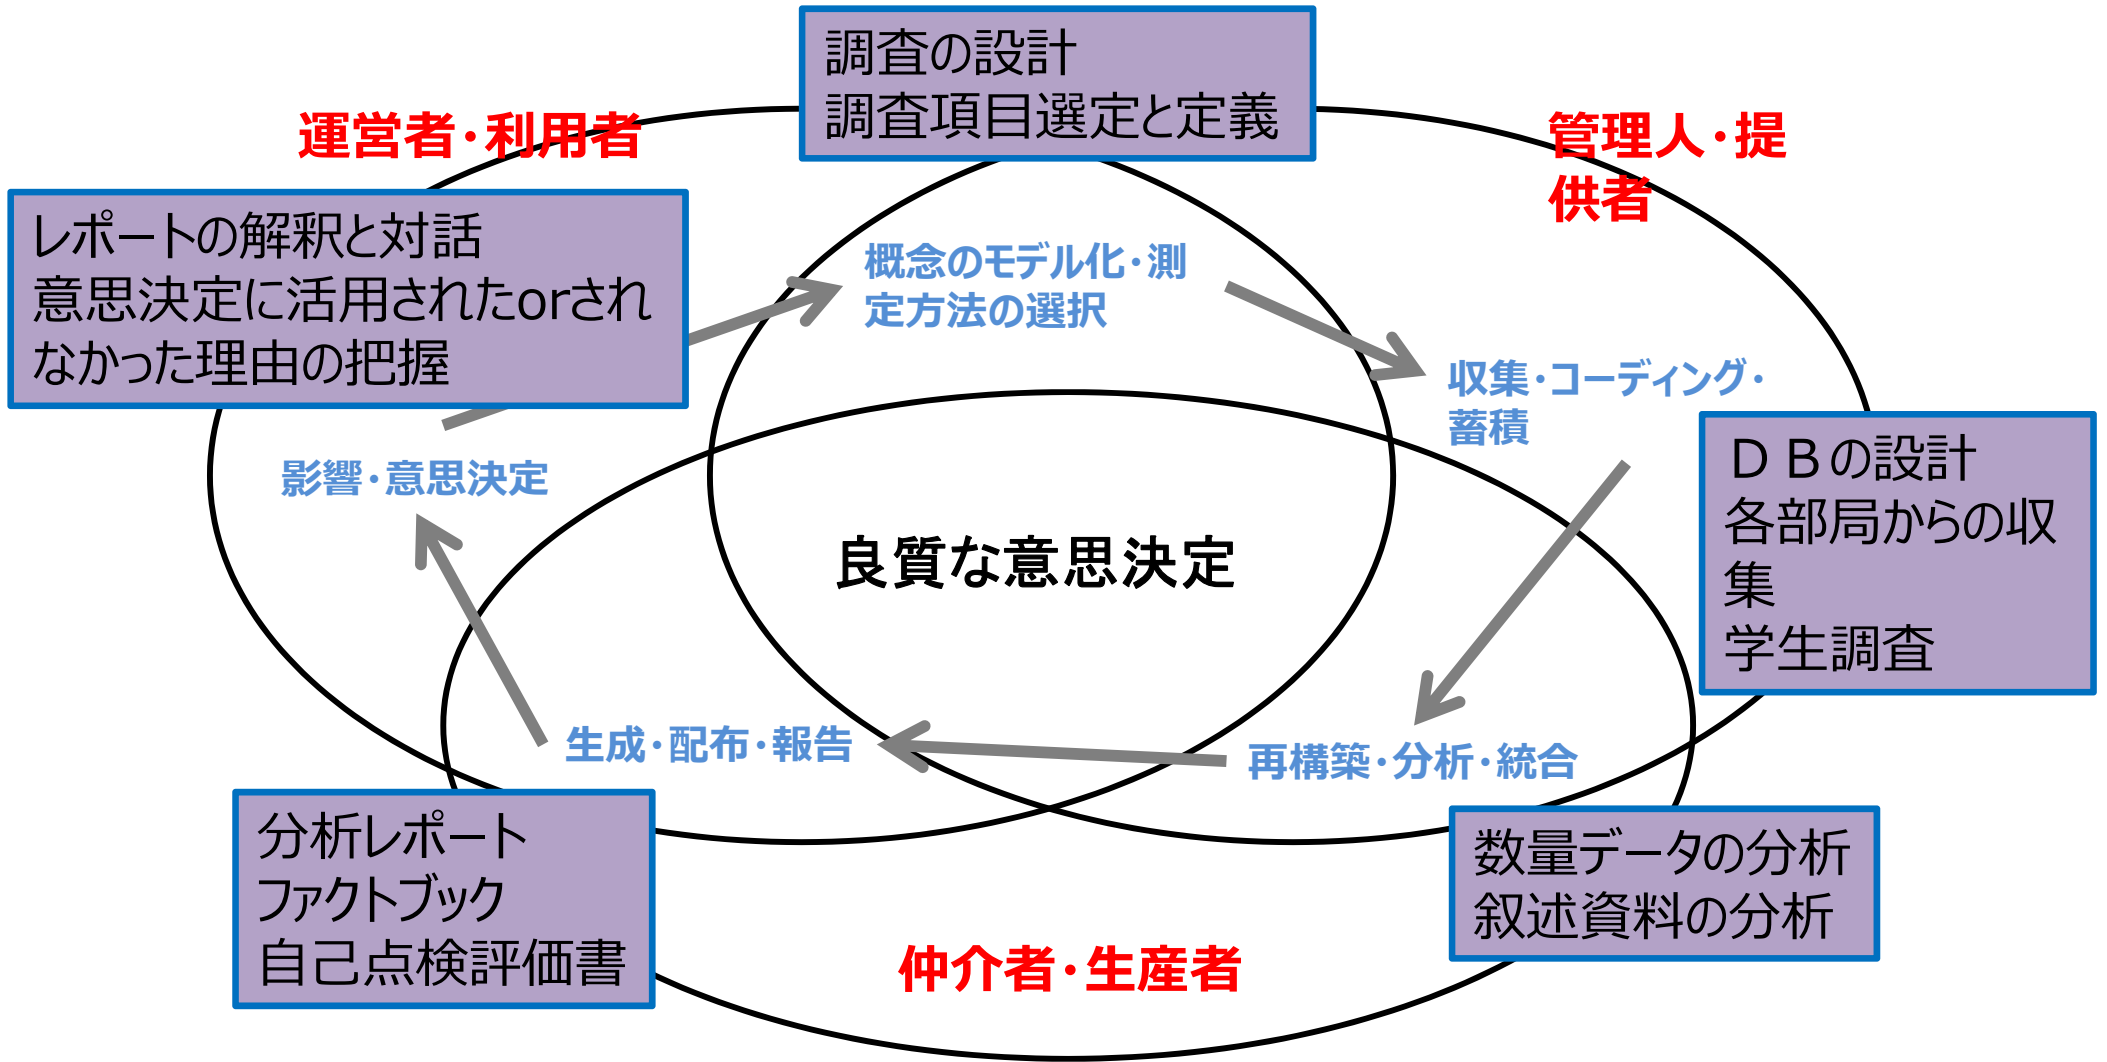 調査の設計
調査項目選定と定義
運営者・利用者
管理人・提
供者
レポートの解釈と対話
意思決定に活用されたorされ
なかった理由の把握
概念のモデル化・測
定方法の選択
収集・コーディング・
蓄積
ＤＢの設計
各部局からの収
集
学生調査
影響・意思決定
良質な意思決定
生成・配布・報告
再構築・分析・統合
分析レポート
ファクトブック
自己点検評価書
数量データの分析
叙述資料の分析
仲介者・生産者